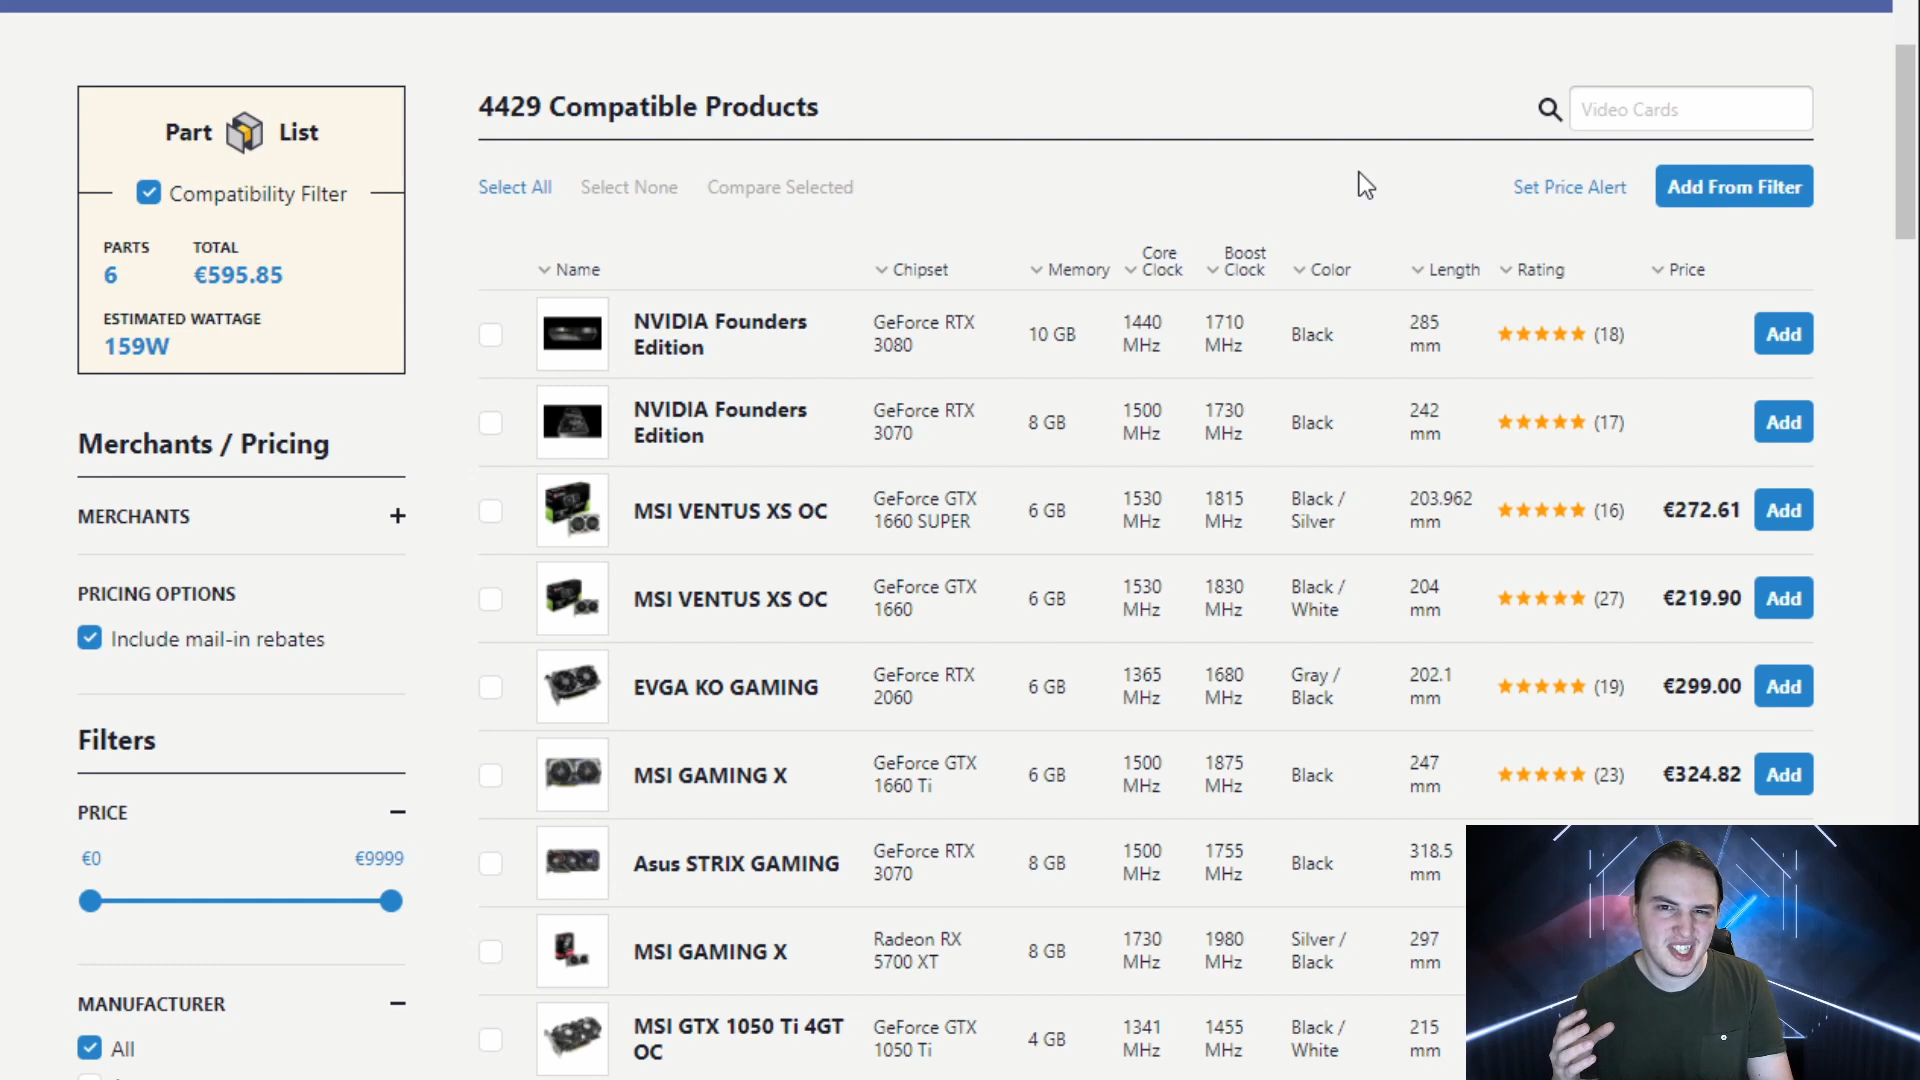 Part List
Compatibility Filter
PARTS TOTAL
6 €595.85
ESTIMATED WATTAGE
159W
Merchants / Pricing
MERCHANTS +
PRICING OPTIONS
Include mail-in rebates
Filters
PRICE
€0 €9999
MANUFACTURER
All
4429 Compatible Products
Video Cards
Select All Select None Compare Selected
Set Price Alert Add From Filter
Name Chipset Memory Core Clock Boost Clock Color Length Rating Price
NVIDIA Founders Edition GeForce RTX 3080 10 GB 1440 MHz 1710 MHz Black 285 mm (18) Add
NVIDIA Founders Edition GeForce RTX 3070 8 GB 1500 MHz 1730 MHz Black 242 mm (17) Add
MSI VENTUS XS OC GeForce GTX 1660 SUPER 6 GB 1530 MHz 1815 MHz Black / Silver 203.962 mm (16) €272.61 Add
MSI VENTUS XS OC GeForce GTX 1660 6 GB 1530 MHz 1830 MHz Black / White 204 mm (27) €219.90 Add
EVGA KO GAMING GeForce RTX 2060 6 GB 1365 MHz 1680 MHz Gray / Black 202.1 mm (19) €299.00 Add
MSI GAMING X GeForce GTX 1660 Ti 6 GB 1500 MHz 1875 MHz Black 247 mm (23) €324.82 Add
Asus STRIX GAMING GeForce RTX 3070 8 GB 1500 MHz 1755 MHz Black 318.5 mm
MSI GAMING X Radeon RX 5700 XT 8 GB 1730 MHz 1980 MHz Silver / Black 297 mm
MSI GTX 1050 Ti 4GT OC GeForce GTX 1050 Ti 4 GB 1341 MHz 1455 MHz Black / White 215 mm